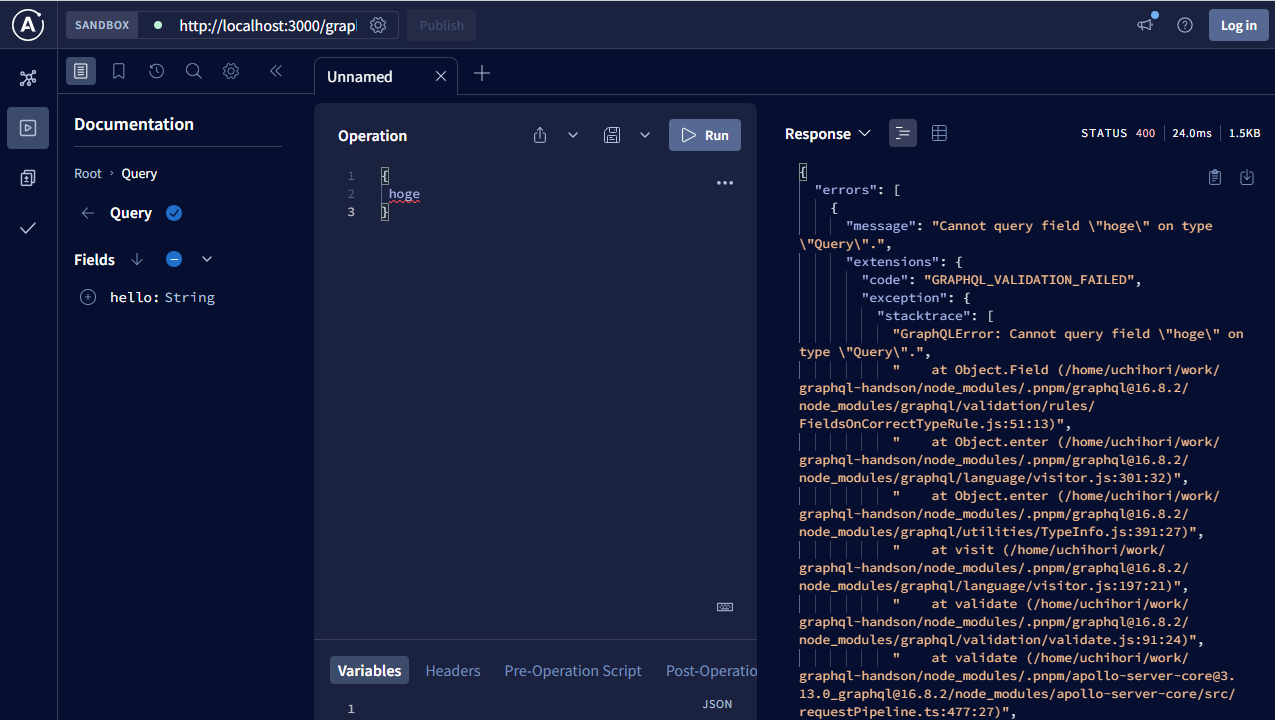 SANDBOX
http://localhost:3000/grap
Publish
Log in
Unnamed
Documentation
Root › Query
Query
Fields
hello: String
Operation
Run
1 {
2 hoge
3 }
Variables Headers Pre-Operation Script Post-Operatio
1
JSON
Response
STATUS 400 24.0ms 1.5KB
{
"errors": [
{
"message": "Cannot query field \"hoge\" on type
\"Query\".",
"extensions": {
"code": "GRAPHQL_VALIDATION_FAILED",
"exception": {
"stacktrace": [
"GraphQLError: Cannot query field \"hoge\" on
type \"Query\".",
"    at Object.Field (/home/uchihori/work/
graphql-handson/node_modules/.pnpm/graphql@16.8.2/
node_modules/graphql/validation/rules/
FieldsOnCorrectTypeRule.js:51:13)",
"    at Object.enter (/home/uchihori/work/
graphql-handson/node_modules/.pnpm/graphql@16.8.2/
node_modules/graphql/language/visitor.js:301:32)",
"    at Object.enter (/home/uchihori/work/
graphql-handson/node_modules/.pnpm/graphql@16.8.2/
node_modules/graphql/utilities/TypeInfo.js:391:27)",
"    at visit (/home/uchihori/work/
graphql-handson/node_modules/.pnpm/graphql@16.8.2/
node_modules/graphql/language/visitor.js:197:21)",
"    at validate (/home/uchihori/work/
graphql-handson/node_modules/.pnpm/graphql@16.8.2/
node_modules/graphql/validation/validate.js:91:24)",
"    at validate (/home/uchihori/work/
graphql-handson/node_modules/.pnpm/apollo-server-core@3.
13.0_graphql@16.8.2/node_modules/apollo-server-core/src/
requestPipeline.ts:477:27)",